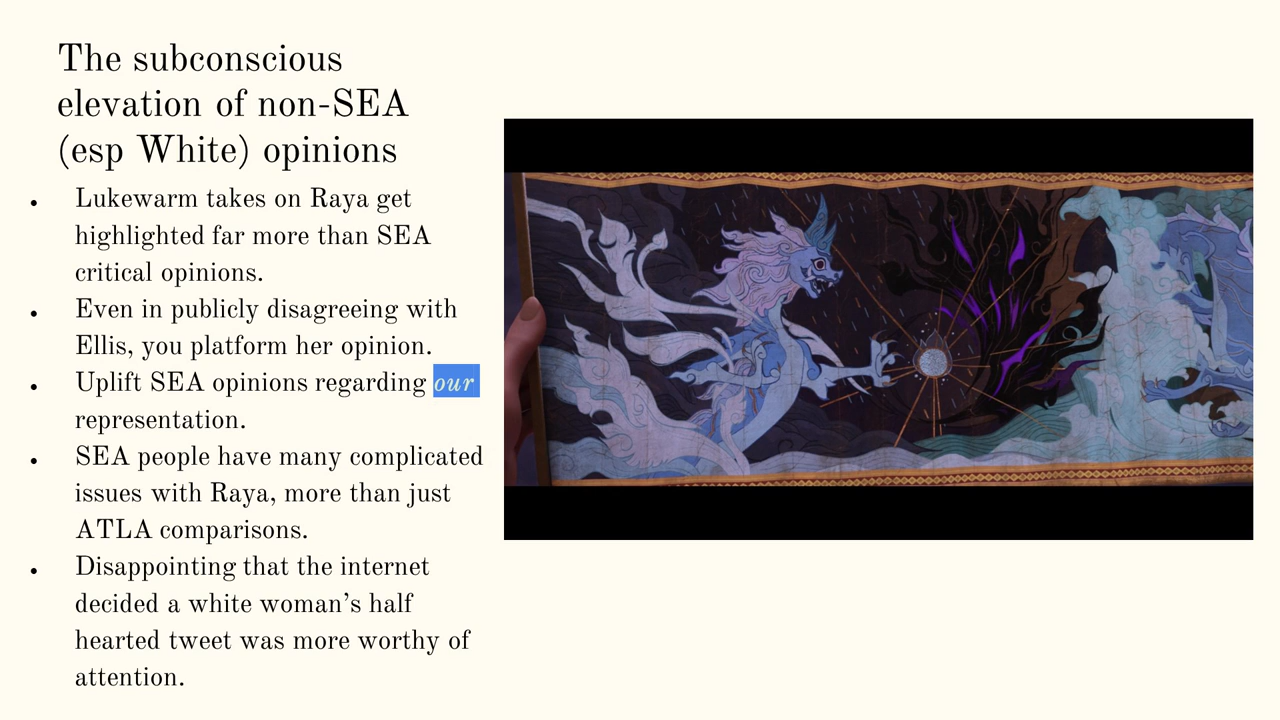 The subconscious
elevation of non-SEA
(esp White) opinions
• Lukewarm takes on Raya get
highlighted far more than SEA
critical opinions.
• Even in publicly disagreeing with
Ellis, you platform her opinion.
• Uplift SEA opinions regarding our
representation.
• SEA people have many complicated
issues with Raya, more than just
ATLA comparisons.
• Disappointing that the internet
decided a white woman’s half
hearted tweet was more worthy of
attention.